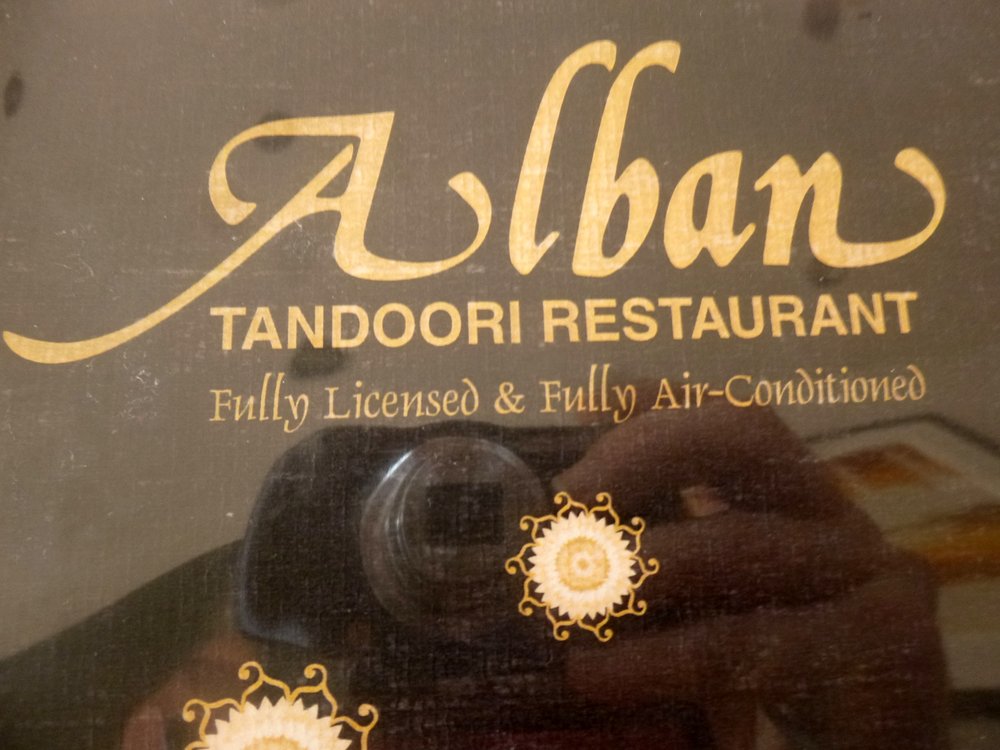 Alban
TANDOORI RESTAURANT
Fully Licensed & Fully Air-Conditioned